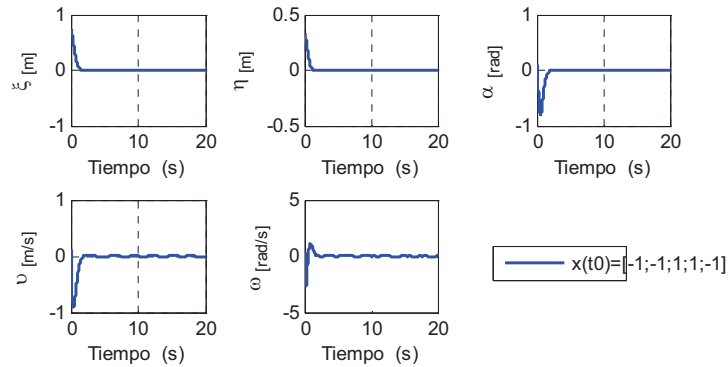 1
0
-1
0
10
20
ξ [m]
Tiempo (s)
0.5
0
-0.5
0
10
20
η [m]
Tiempo (s)
1
0
-1
0
10
20
α [rad]
Tiempo (s)
1
0
-1
0
10
20
υ [m/s]
Tiempo (s)
5
0
-5
0
10
20
ω [rad/s]
Tiempo (s)
x(t0)=[-1;-1;1;1;-1]